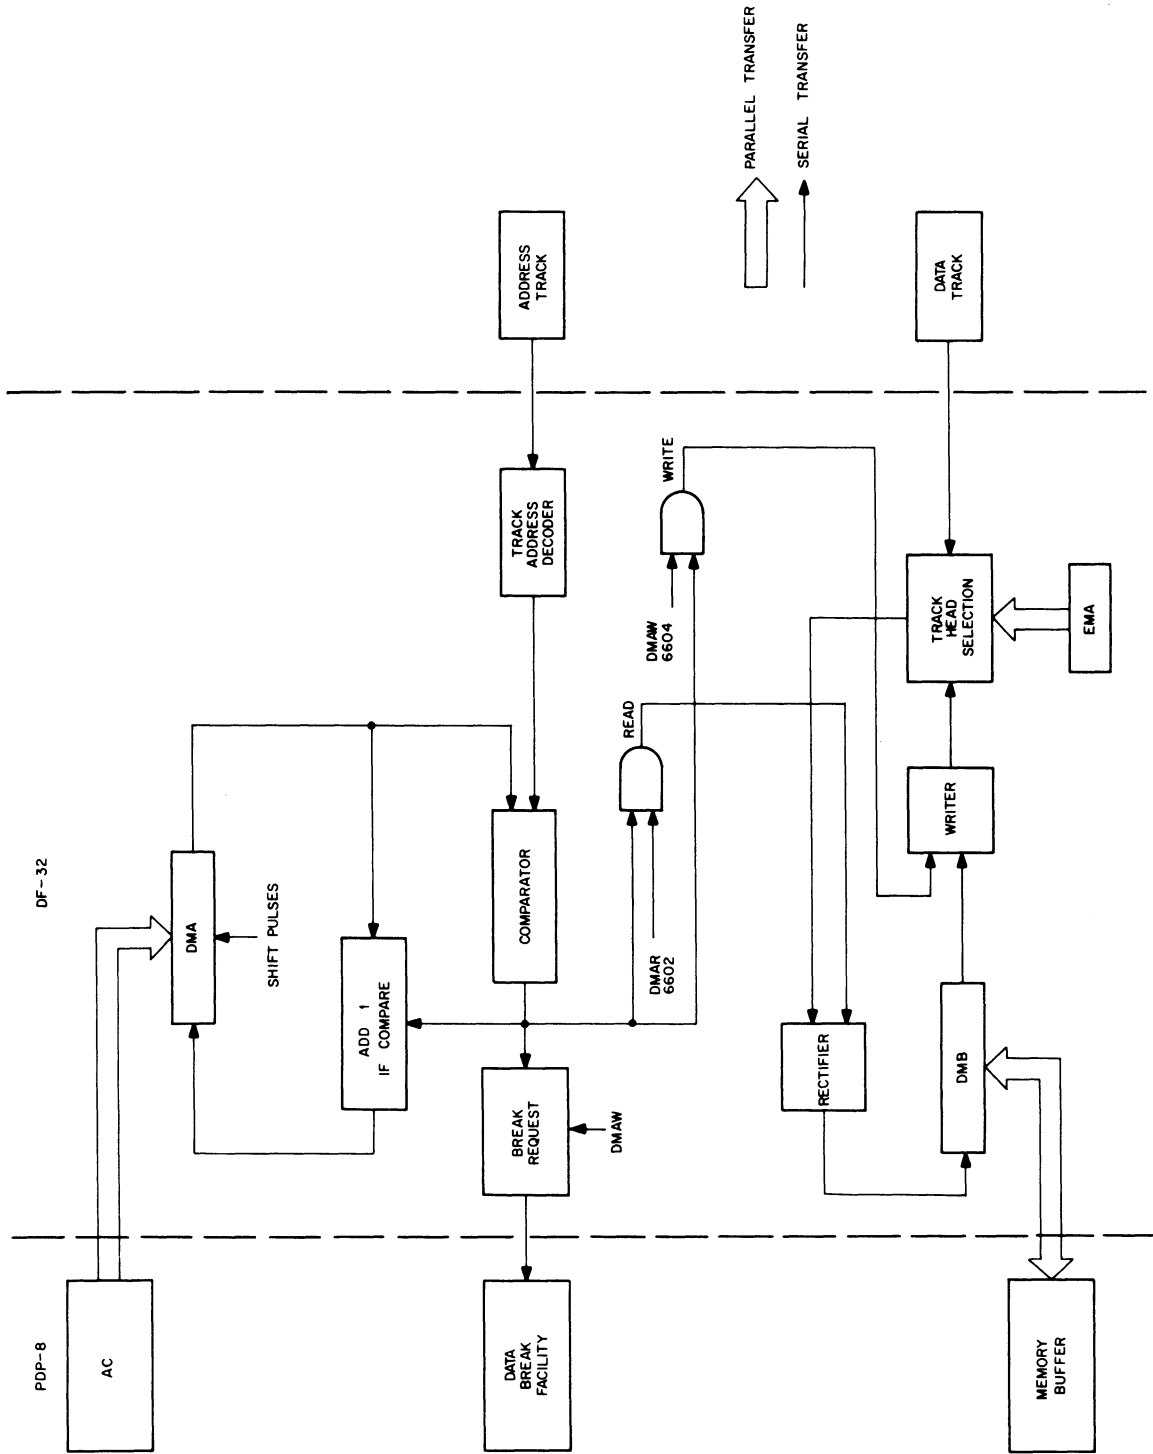 PDP-8
DF-32
AC
DMA
SHIFT PULSES
ADD 1
IF COMPARE
DATA
BREAK
FACILITY
BREAK
REQUEST
DMAW
COMPARATOR
TRACK
ADDRESS
DECODER
ADDRESS
TRACK
READ
DMAR
6602
WRITE
DMAW
6604
PARALLEL TRANSFER
SERIAL TRANSFER
RECTIFIER
MEMORY
BUFFER
DMB
WRITER
TRACK
HEAD
SELECTION
EMA
DATA
TRACK